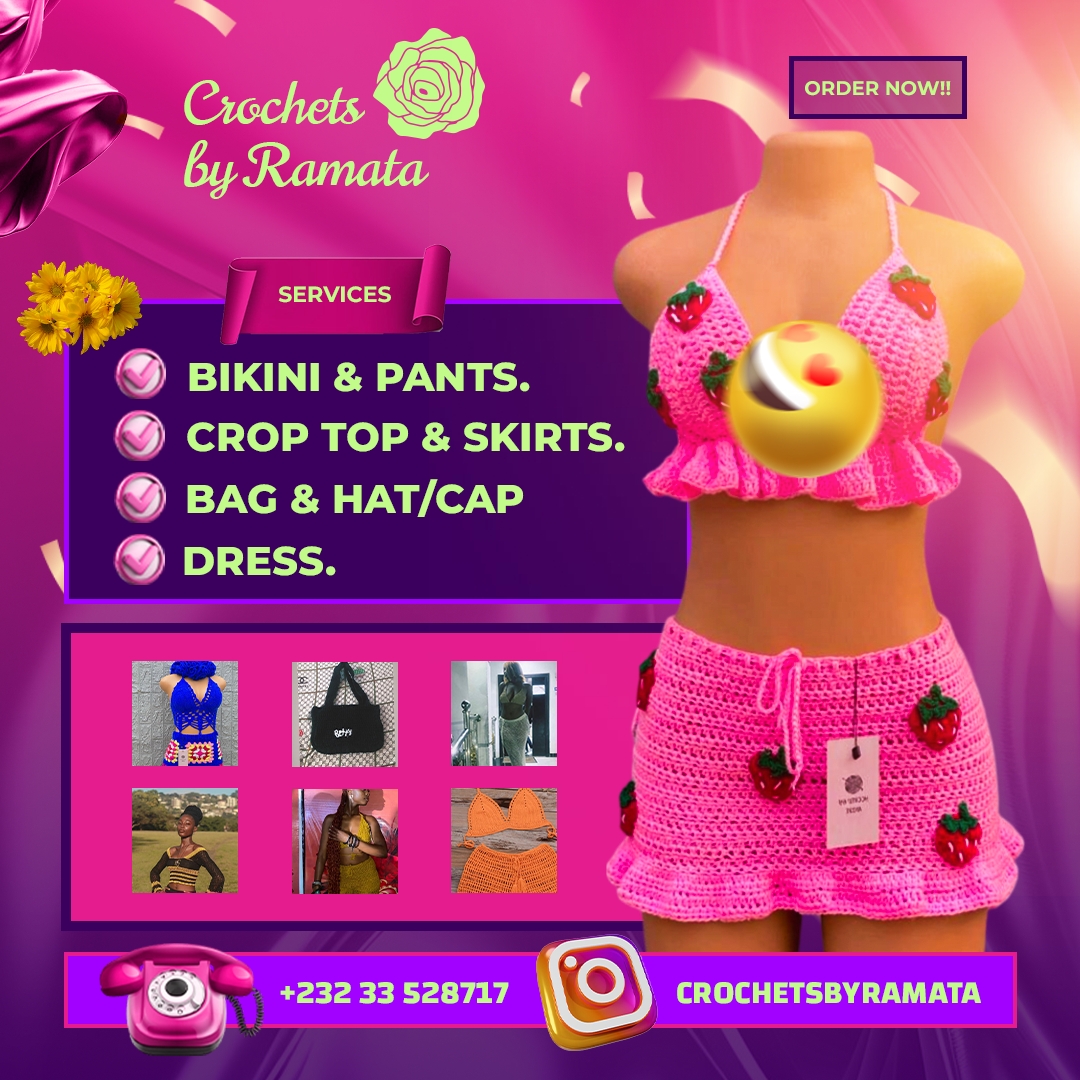 Crochets
by Ramata
ORDER NOW!!
SERVICES
BIKINI & PANTS.
CROP TOP & SKIRTS.
BAG & HAT/CAP
DRESS.
+232 33 528717
CROCHETSBYRAMATA